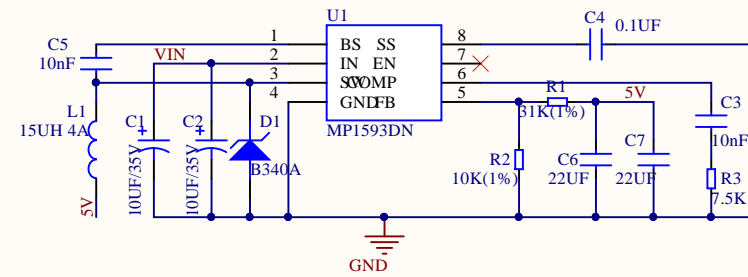 U1
C4
0.1UF
C5
10nF
VIN
1
2
3
4
BS
IN
SW
GND
SS
EN
COMP
FB
8
7
6
5
MP1593DN
L1
15UH 4A
5V
C1
+
10UF/35V
C2
+
10UF/35V
D1
B340A
R1
31K(1%)
5V
R2
10K(1%)
C6
22UF
C7
22UF
C3
10nF
R3
7.5K
GND